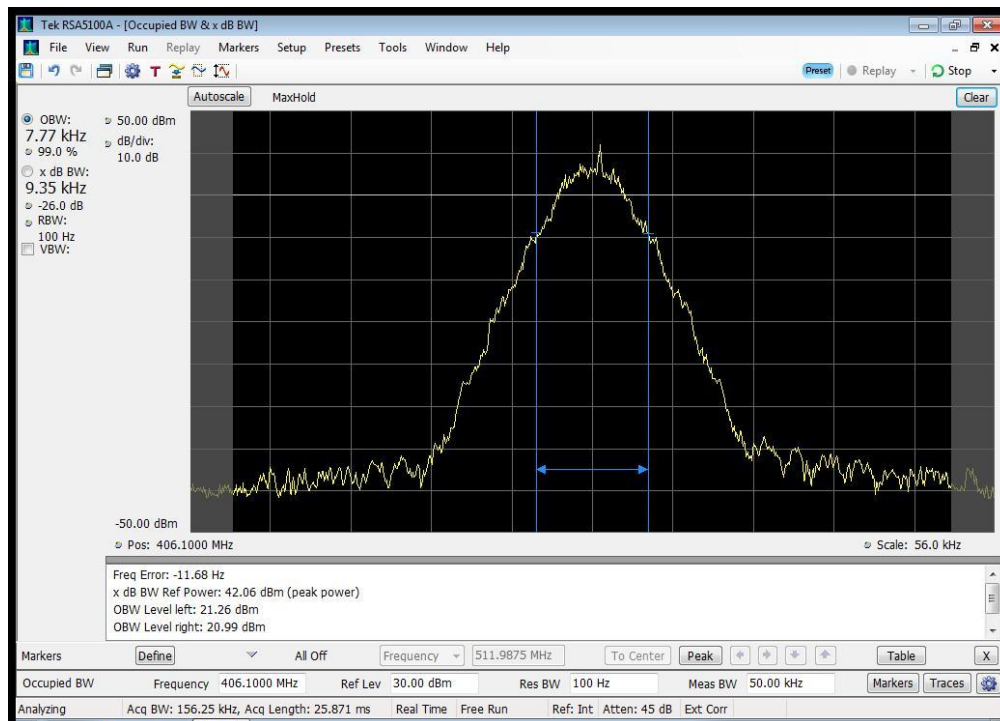 Tek RSA5100A - [Occupied BW & x dB BW]
File View Run Replay Markers Setup Presets Tools Window Help
T Preset Replay Stop
Autoscale MaxHold Clear
OBW:
7.77 kHz
99.0 %
x dB BW:
9.35 kHz
-26.0 dB
RBW:
100 Hz
VBW:
50.00 dBm
dB/div:
10.0 dB
-50.00 dBm
Pos: 406.1000 MHz Scale: 56.0 kHz
Freq Error: -11.68 Hz
x dB BW Ref Power: 42.06 dBm (peak power)
OBW Level left: 21.26 dBm
OBW Level right: 20.99 dBm
Markers Define All Off Frequency 511.9875 MHz To Center Peak Table X
Occupied BW Frequency 406.1000 MHz Ref Lev 30.00 dBm Res BW 100 Hz Meas BW 50.00 kHz Markers Traces
Analyzing Acq BW: 156.25 kHz, Acq Length: 25.871 ms Real Time Free Run Ref: Int Atten: 45 dB Ext Corr